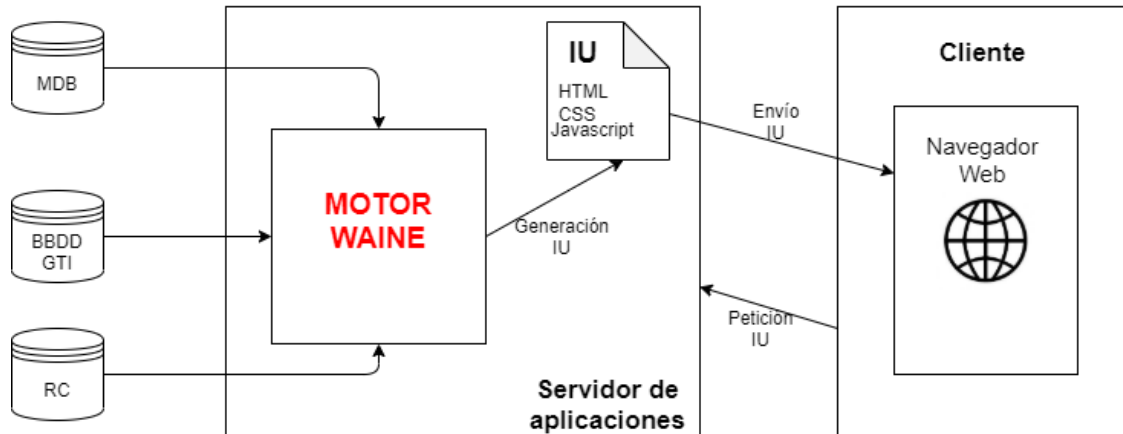 MDB
BBDD
GTI
RC
MOTOR
WAINE
Generación
IU
IU
HTML
CSS
Javascript
Servidor de
aplicaciones
Envío
IU
Petición
IU
Cliente
Navegador
Web